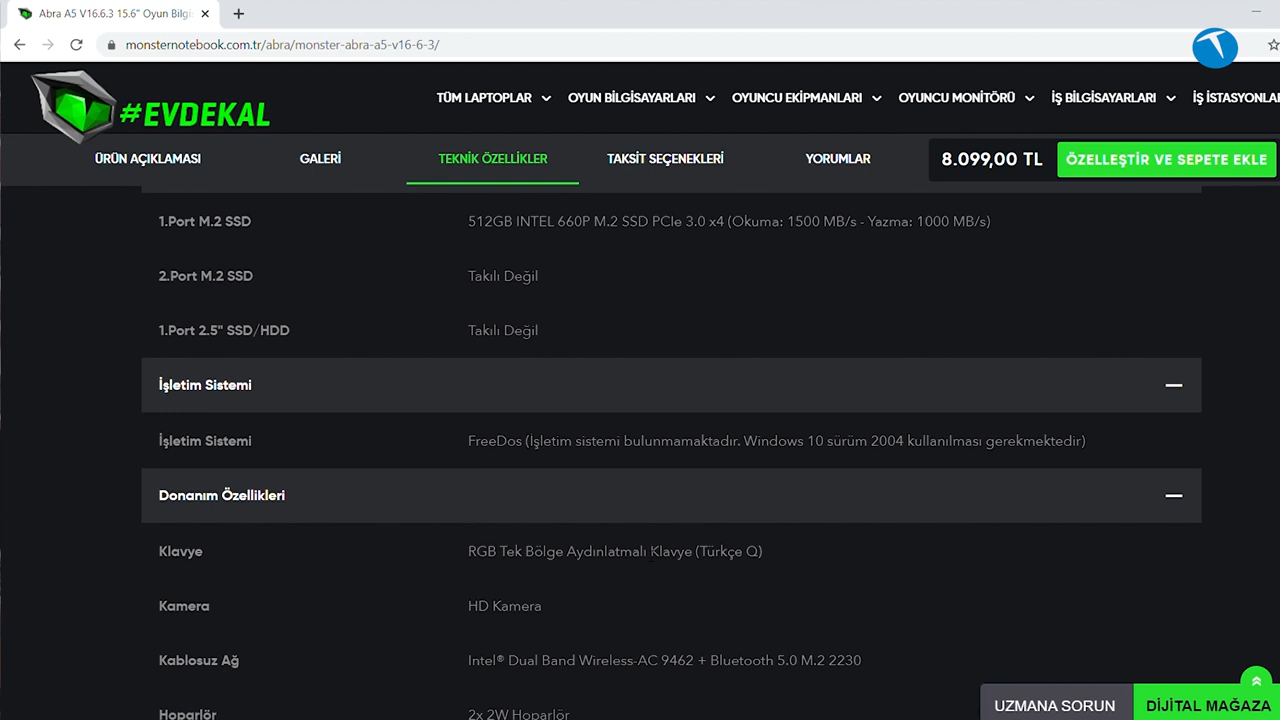 Abra A5 V16.6.3 15.6" Oyun Bilgis
monsternotebook.com.tr/abra/monster-abra-a5-v16-6-3/
#EVDEKAL
TÜM LAPTOPLAR OYUN BİLGİSAYARLARI OYUNCU EKİPMANLARI OYUNCU MONİTÖRÜ İŞ BİLGİSAYARLARI İŞ İSTASYONLAR
ÜRÜN AÇIKLAMASI GALERİ TEKNİK ÖZELLİKLER TAKSİT SEÇENEKLERİ YORUMLAR 8.099,00 TL ÖZELLEŞTİR VE SEPETE EKLE
1.Port M.2 SSD 512GB INTEL 660P M.2 SSD PCIe 3.0 x4 (Okuma: 1500 MB/s - Yazma: 1000 MB/s)
2.Port M.2 SSD Takılı Değil
1.Port 2.5" SSD/HDD Takılı Değil
İşletim Sistemi
İşletim Sistemi FreeDos (İşletim sistemi bulunmamaktadır. Windows 10 sürüm 2004 kullanılması gerekmektedir)
Donanım Özellikleri
Klavye RGB Tek Bölge Aydınlatmalı Klavye (Türkçe Q)
Kamera HD Kamera
Kablosuz Ağ Intel® Dual Band Wireless-AC 9462 + Bluetooth 5.0 M.2 2230
Hoparlör 2x 2W Hoparlör
UZMANA SORUN DİJİTAL MAĞAZA